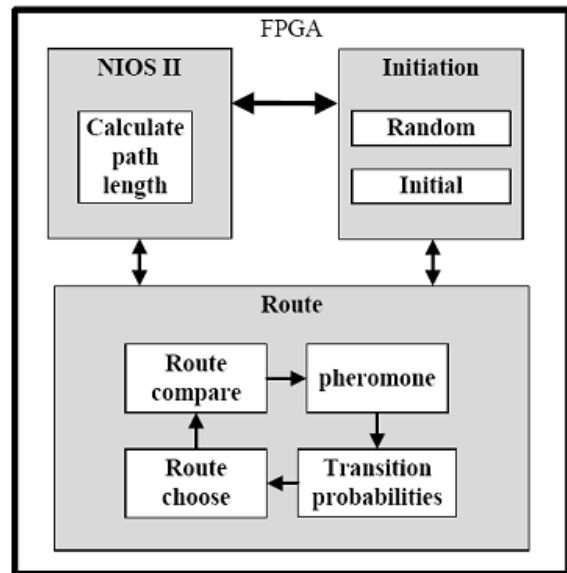 FPGA
NIOS II
Calculate
path
length
Initiation
Random
Initial
Route
Route
compare
pheromone
Route
choose
Transition
probabilities